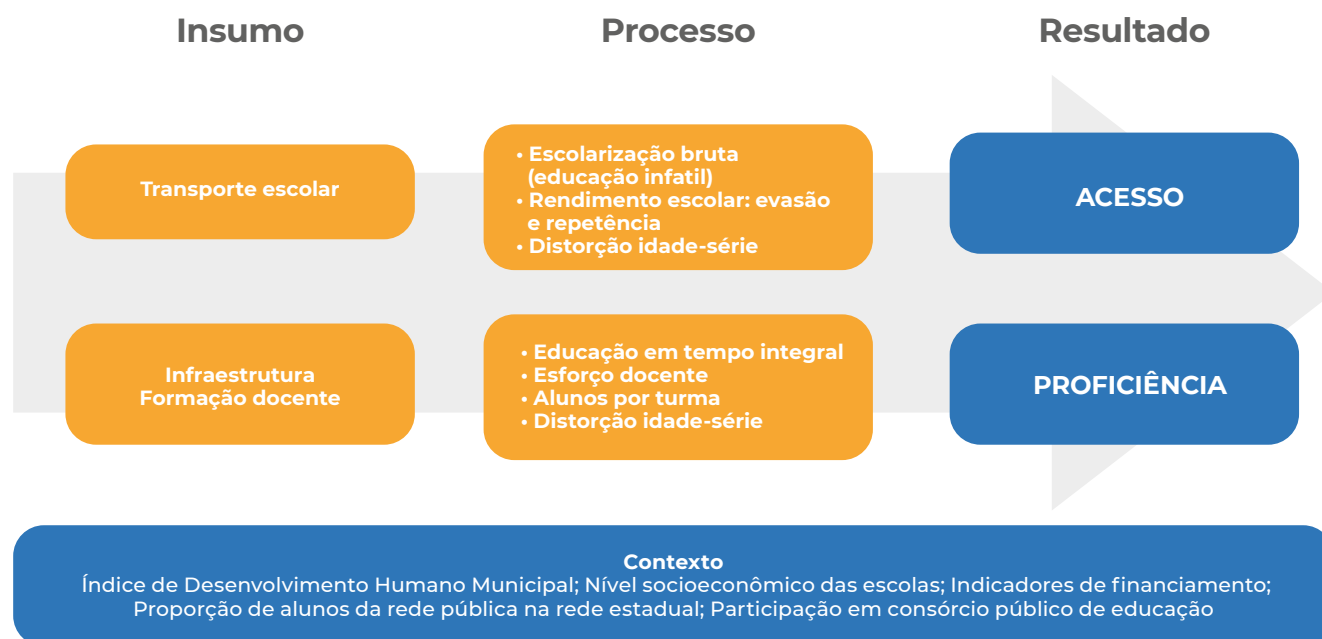 Insumo
Processo
Resultado
Transporte escolar
• Escolarização bruta
(educação infatil)
• Rendimento escolar: evasão
e repetência
• Distorção idade-série
ACESSO
Infraestrutura
Formação docente
• Educação em tempo integral
• Esforço docente
• Alunos por turma
• Distorção idade-série
PROFICIÊNCIA
Contexto
Índice de Desenvolvimento Humano Municipal; Nível socioeconômico das escolas; Indicadores de financiamento;
Proporção de alunos da rede pública na rede estadual; Participação em consórcio público de educação